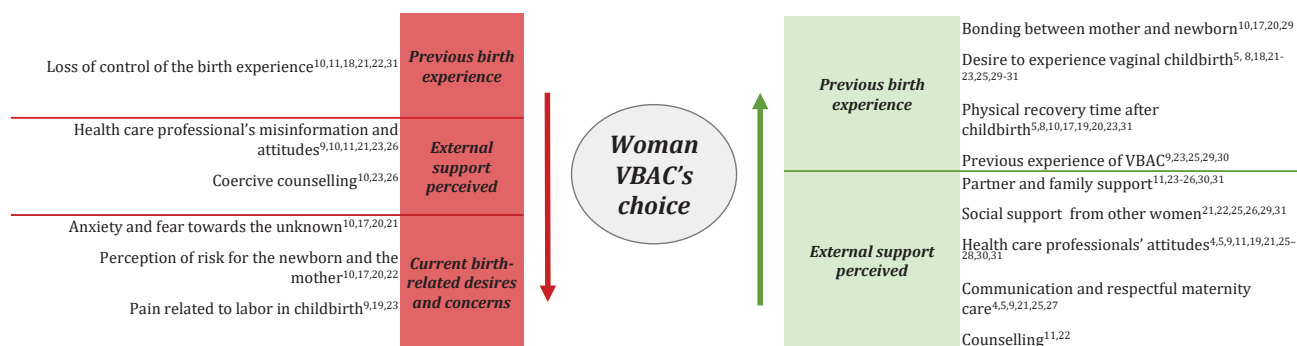 Loss of control of the birth experience10,11,18,21,22,31
Previous birth
experience
Health care professional's misinformation and
attitudes9,10,11,21,23,26
Coercive counselling10,23,26
External
support
perceived
Anxiety and fear towards the unknown10,17,20,21
Perception of risk for the newborn and the
mother10,17,20,22
Pain related to labor in childbirth9,19,23
Current birth-
related desires
and concerns
Woman
VBAC's
choice
Previous birth
experience
Bonding between mother and newborn10,17,20,29
Desire to experience vaginal childbirth5, 8,18,21-
23,25,29-31
Physical recovery time after
childbirth5,8,10,17,19,20,23,31
Previous experience of VBAC9,23,25,29,30
External support
perceived
Partner and family support11,23-26,30,31
Social support from other women21,22,25,26,29,31
Health care professionals' attitudes4,5,9,11,19,21,25–
28,30,31
Communication and respectful maternity
care4,5,9,21,25,27
Counselling11,22